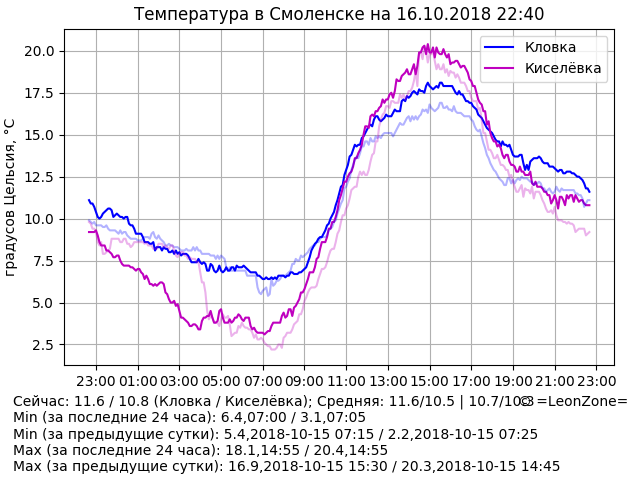 Температура в Смоленске на 16.10.2018 22:40
Кловка
Киселёвка
градусов Цельсия, °C
20.0
17.5
15.0
12.5
10.0
7.5
5.0
2.5
23:00 01:00 03:00 05:00 07:00 09:00 11:00 13:00 15:00 17:00 19:00 21:00 23:00
Сейчас: 11.6 / 10.8 (Кловка / Киселёвка); Средняя: 11.6/10.5 | 10.7/10.3 © =LeonZone=
Min (за последние 24 часа): 6.4,07:00 / 3.1,07:05
Min (за предыдущие сутки): 5.4,2018-10-15 07:15 / 2.2,2018-10-15 07:25
Max (за последние 24 часа): 18.1,14:55 / 20.4,14:55
Max (за предыдущие сутки): 16.9,2018-10-15 15:30 / 20.3,2018-10-15 14:45